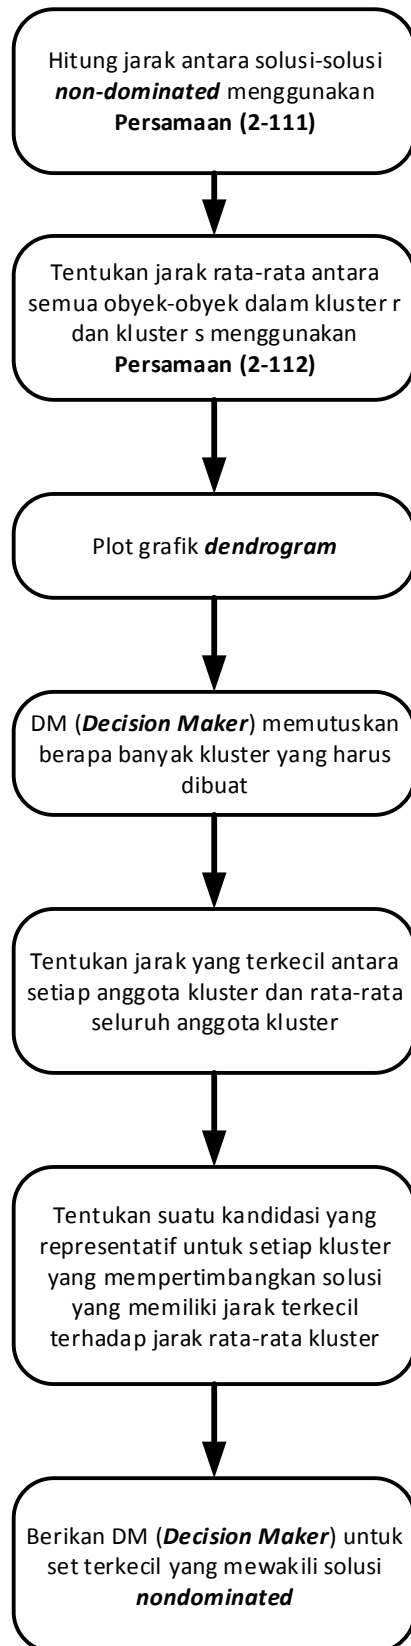 Hitung jarak antara solusi-solusi
non-dominated menggunakan
Persamaan (2-111)
Tentukan jarak rata-rata antara
semua obyek-obyek dalam kluster r
dan kluster s menggunakan
Persamaan (2-112)
Plot grafik dendrogram
DM (Decision Maker) memutuskan
berapa banyak kluster yang harus
dibuat
Tentukan jarak yang terkecil antara
setiap anggota kluster dan rata-rata
seluruh anggota kluster
Tentukan suatu kandidasi yang
representatif untuk setiap kluster
yang mempertimbangkan solusi
yang memiliki jarak terkecil
terhadap jarak rata-rata kluster
Berikan DM (Decision Maker) untuk
set terkecil yang mewakili solusi
nondominated